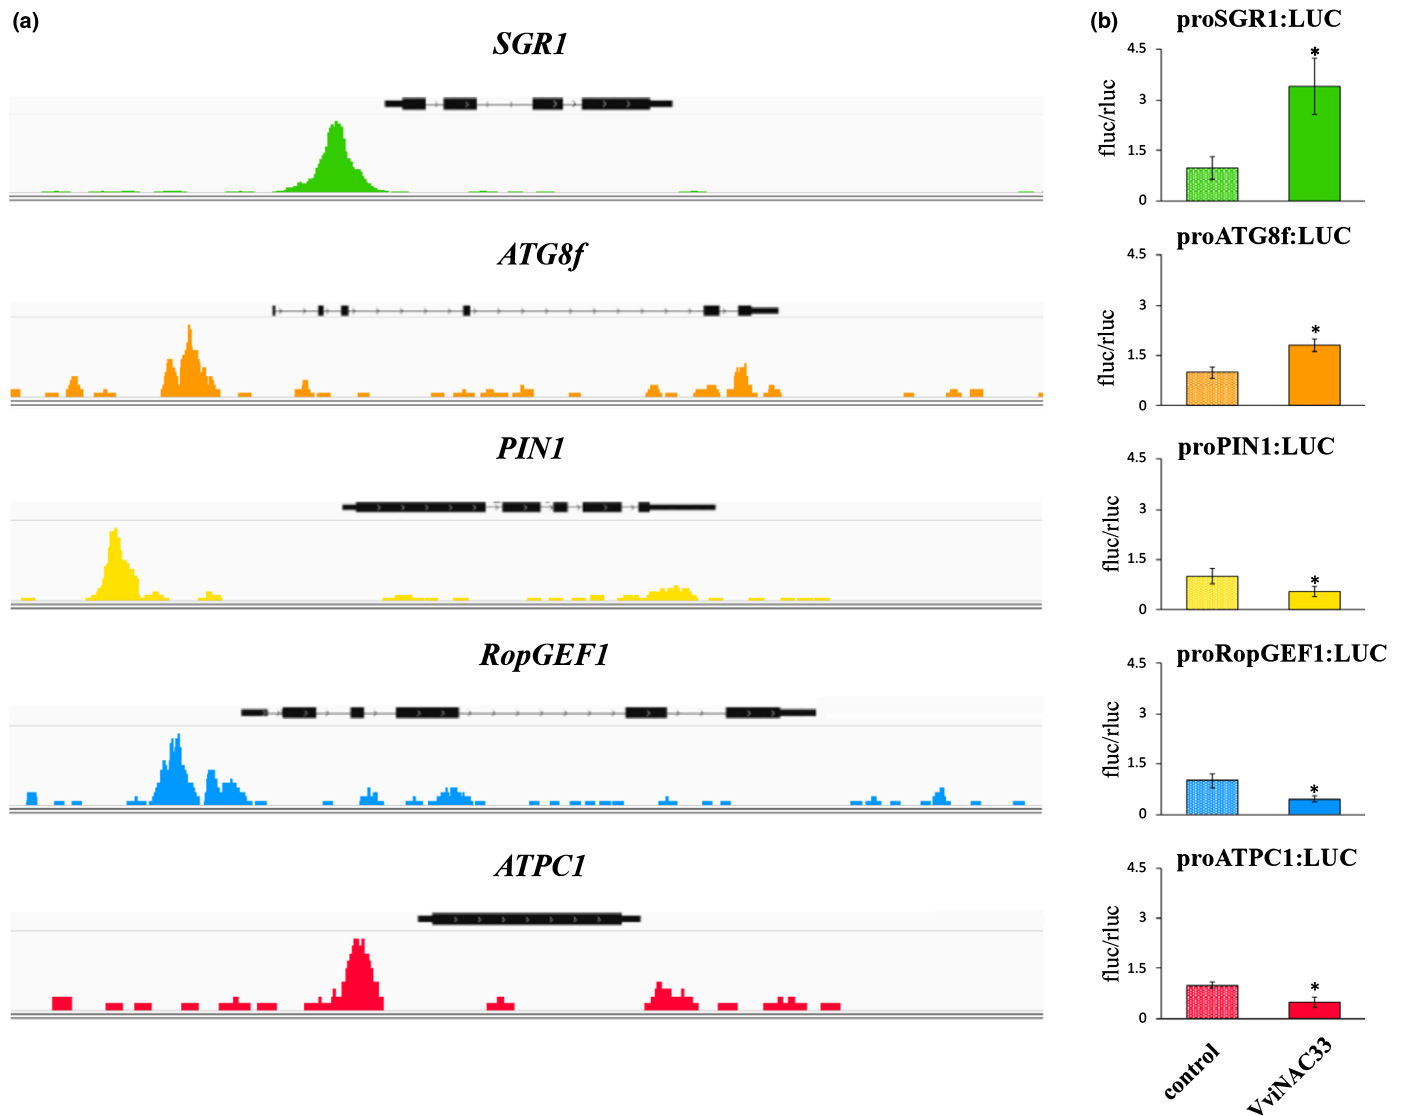 (a)
SGR1
ATG8f
PIN1
RopGEF1
ATPC1
(b)
proSGR1:LUC
4.5
3
1.5
0
fluc/rluc
*
proATG8f:LUC
4.5
3
1.5
0
fluc/rluc
*
proPIN1:LUC
4.5
3
1.5
0
fluc/rluc
*
proRopGEF1:LUC
4.5
3
1.5
0
fluc/rluc
*
proATPC1:LUC
4.5
3
1.5
0
fluc/rluc
*
control
VviNAC33